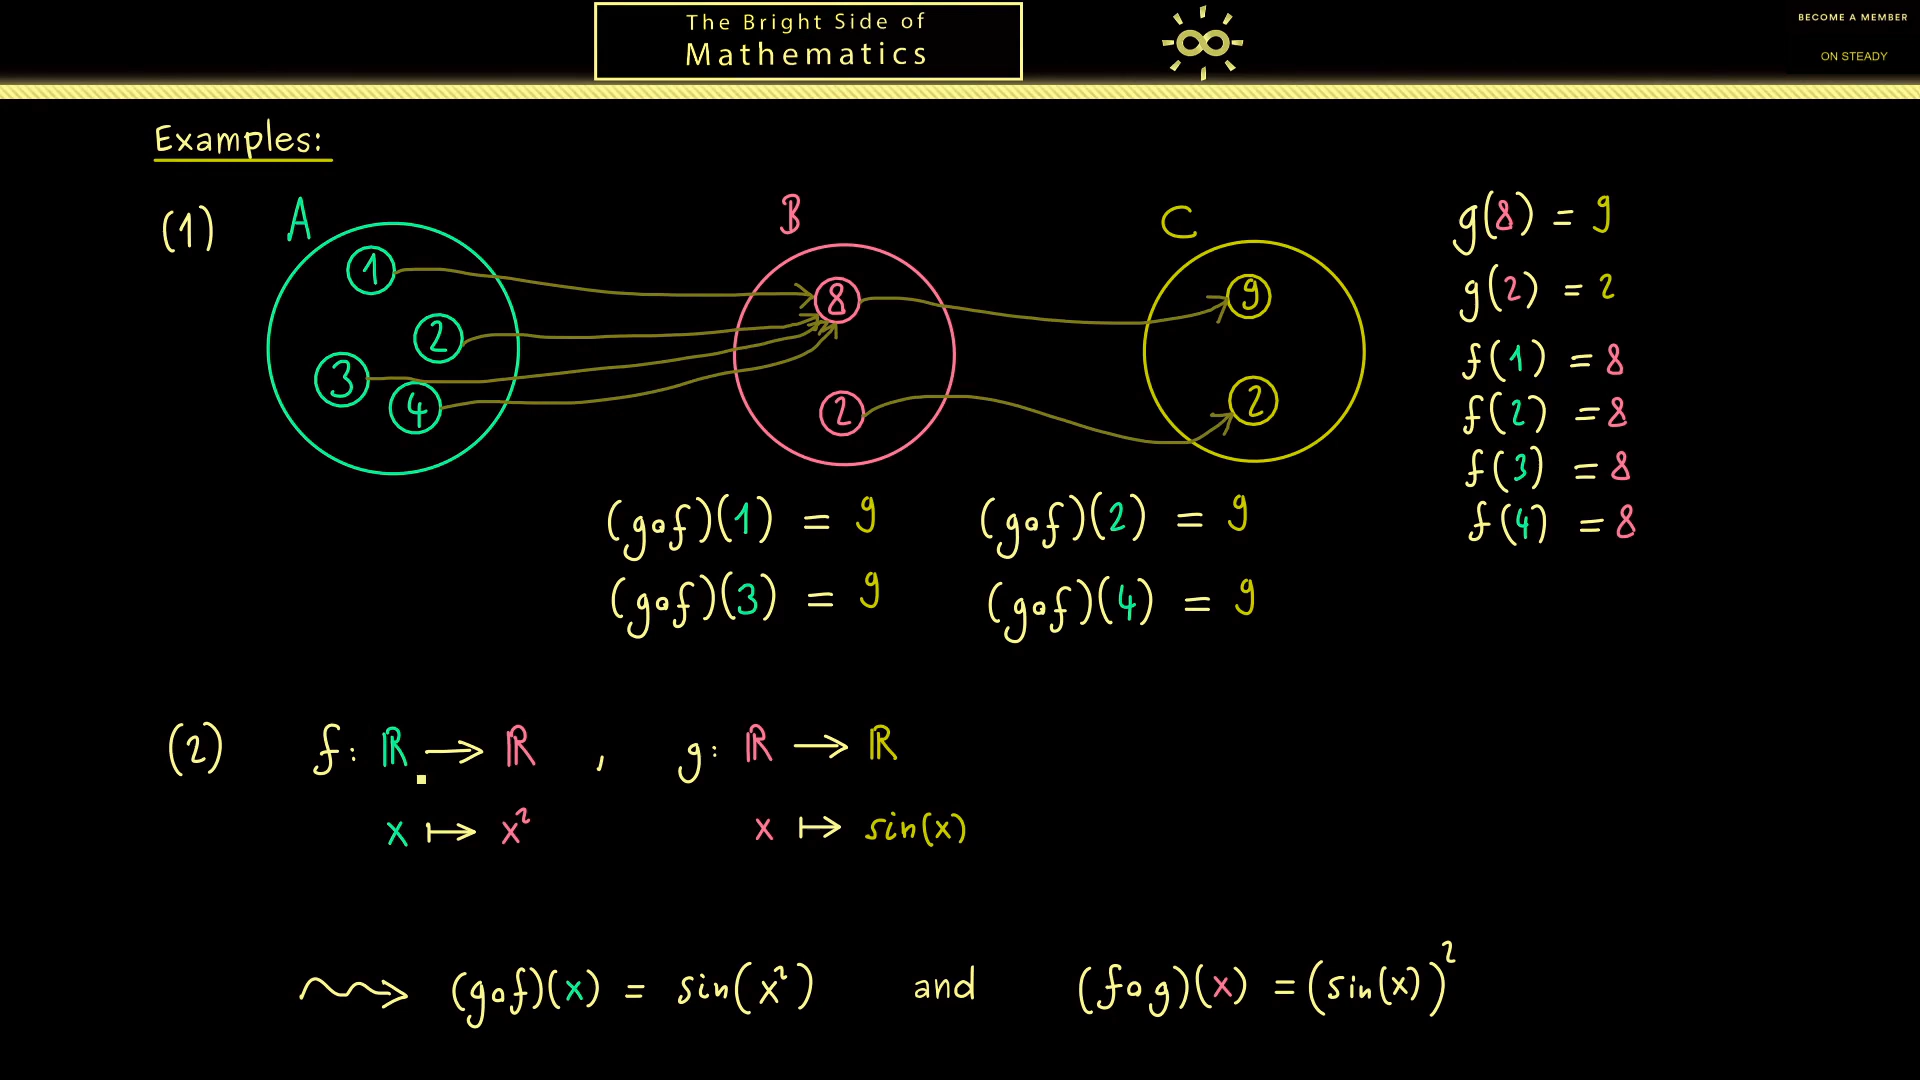 The Bright Side of
Mathematics
BECOME A MEMBER
ON STEADY
Examples:
(1)
A
B
C
1
2
3
4
8
2
9
2
g(8) = 9
g(2) = 2
f(1) = 8
f(2) = 8
f(3) = 8
f(4) = 8
(g∘f)(1) = 9 (g∘f)(2) = 9
(g∘f)(3) = 9 (g∘f)(4) = 9
(2) f: ℝ → ℝ , g: ℝ → ℝ
x ↦ x² x ↦ sin(x)
⇝ (g∘f)(x) = sin(x²) and (f∘g)(x) = (sin(x))²